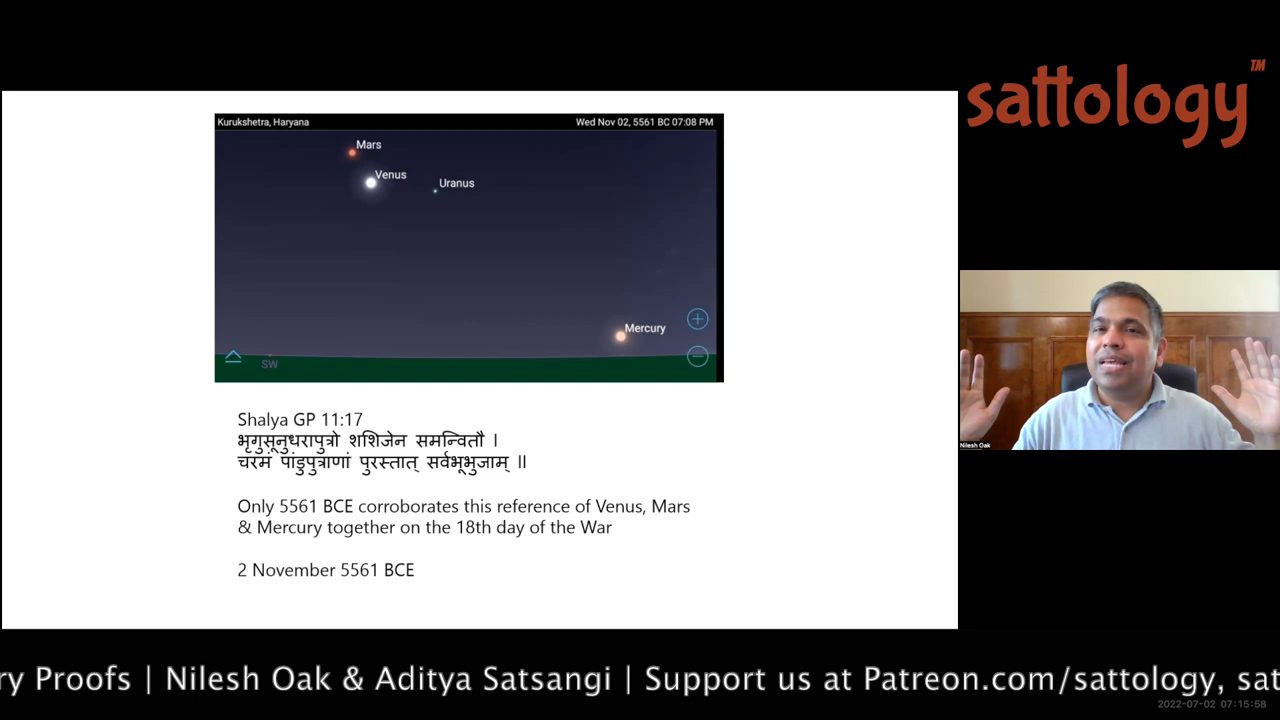 sattology™
Kurukshetra, Haryana
Wed Nov 02, 5561 BC 07:08 PM
Mars
Venus
Uranus
Mercury
SW
Shalya GP 11:17
भृगुसूनुधरापुत्रो शशिजेन समन्वितौ ।
चरमं पांडुपुत्राणां पुरस्तात् सर्वभूभुजाम् ॥
Only 5561 BCE corroborates this reference of Venus, Mars
& Mercury together on the 18th day of the War
2 November 5561 BCE
Nilesh Oak
ry Proofs | Nilesh Oak & Aditya Satsangi | Support us at Patreon.com/sattology, sat
2022-07-02 07:15:58